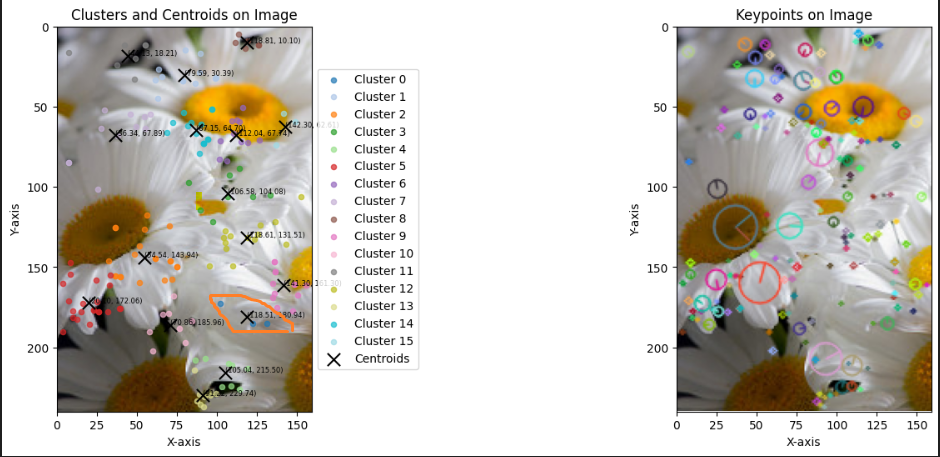 Clusters and Centroids on Image
0
50
100
150
200
Y-axis
0 25 50 75 100 125 150
X-axis
(79.59, 30.39)
(36.34, 67.89)
(106.58, 104.08)
(118.61, 131.51)
(54.54, 143.94)
(118.51, 180.94)
(70.86, 185.96)
(105.04, 215.50)
Cluster 0
Cluster 1
Cluster 2
Cluster 3
Cluster 4
Cluster 5
Cluster 6
Cluster 7
Cluster 8
Cluster 9
Cluster 10
Cluster 11
Cluster 12
Cluster 13
Cluster 14
Cluster 15
Centroids
Keypoints on Image
0
50
100
150
200
Y-axis
0 25 50 75 100 125 150
X-axis